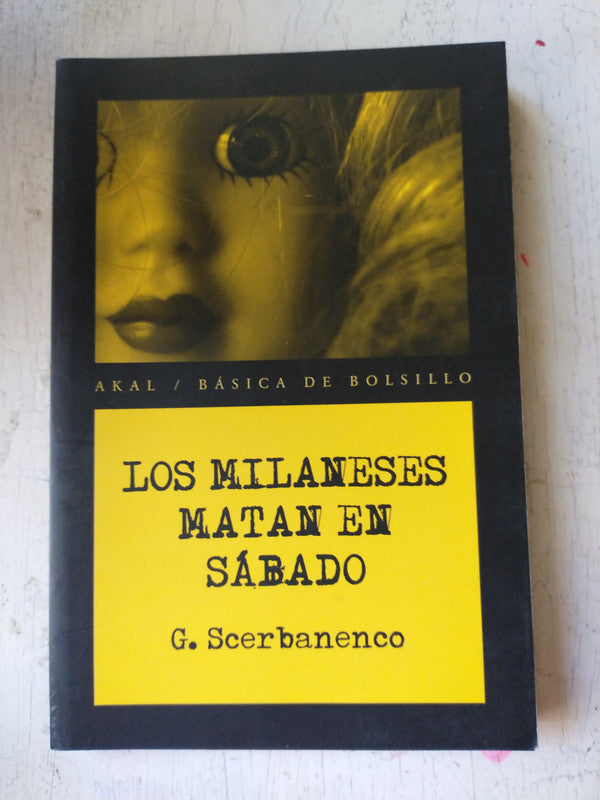 AKAL / BÁSICA DE BOLSILLO
LOS MILANESES
MATAN EN
SÁBADO
G. Scerbanenco